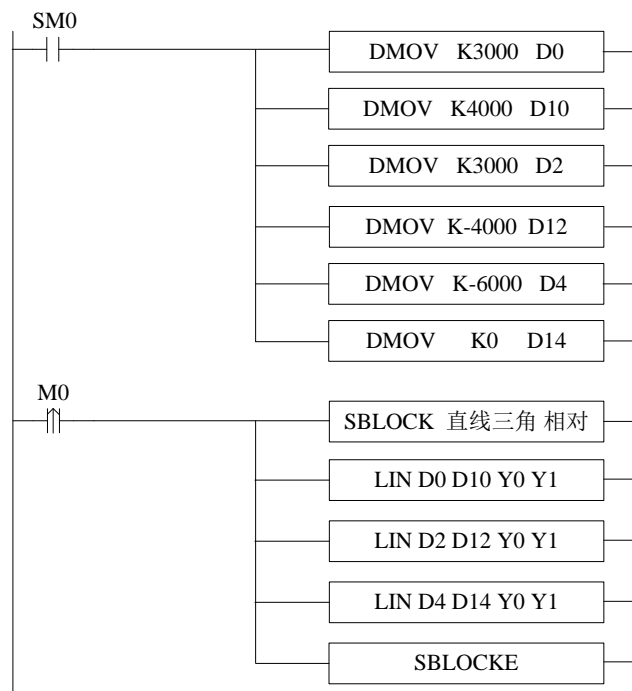 SM0
DMOV K3000 D0
DMOV K4000 D10
DMOV K3000 D2
DMOV K-4000 D12
DMOV K-6000 D4
DMOV K0 D14
M0
SBLOCK 直线三角 相对
LIN D0 D10 Y0 Y1
LIN D2 D12 Y0 Y1
LIN D4 D14 Y0 Y1
SBLOCKE